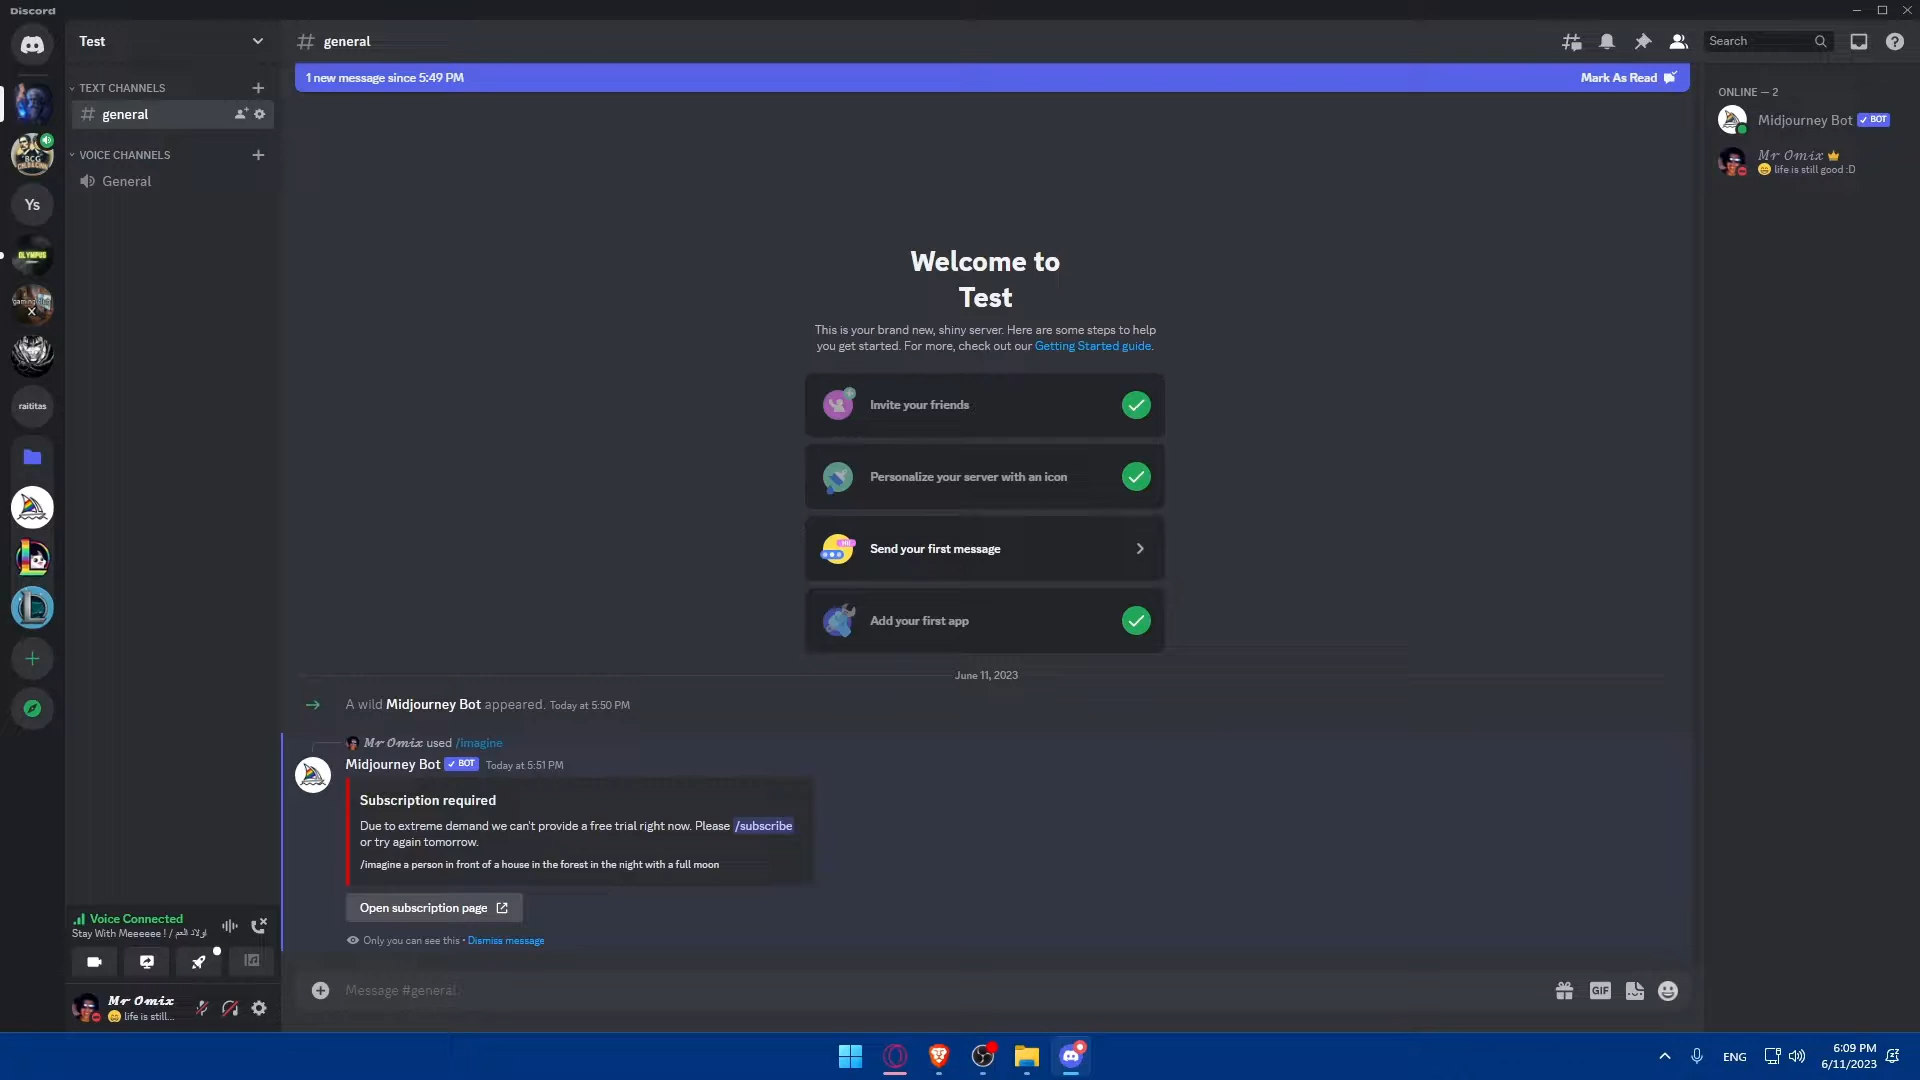 Discord
Test
general
Search
1 new message since 5:49 PM
Mark As Read
TEXT CHANNELS
general
VOICE CHANNELS
General
BCG
Ys
OLYMPUS
raititas
ONLINE — 2
Midjourney Bot BOT
Mr Omix
life is still good :D
Welcome to
Test
This is your brand new, shiny server. Here are some steps to help
you get started. For more, check out our Getting Started guide.
Invite your friends
Personalize your server with an icon
Send your first message
Add your first app
June 11, 2023
A wild Midjourney Bot appeared. Today at 5:50 PM
Mr Omix used /imagine
Midjourney Bot BOT Today at 5:51 PM
Subscription required
Due to extreme demand we can't provide a free trial right now. Please /subscribe
or try again tomorrow.
/imagine a person in front of a house in the forest in the night with a full moon
Open subscription page
Only you can see this • Dismiss message
Voice Connected
Stay With Meeeeee ! / اولاد العم
Mr Omix
life is still...
Message #general
GIF
ENG
6:09 PM
6/11/2023